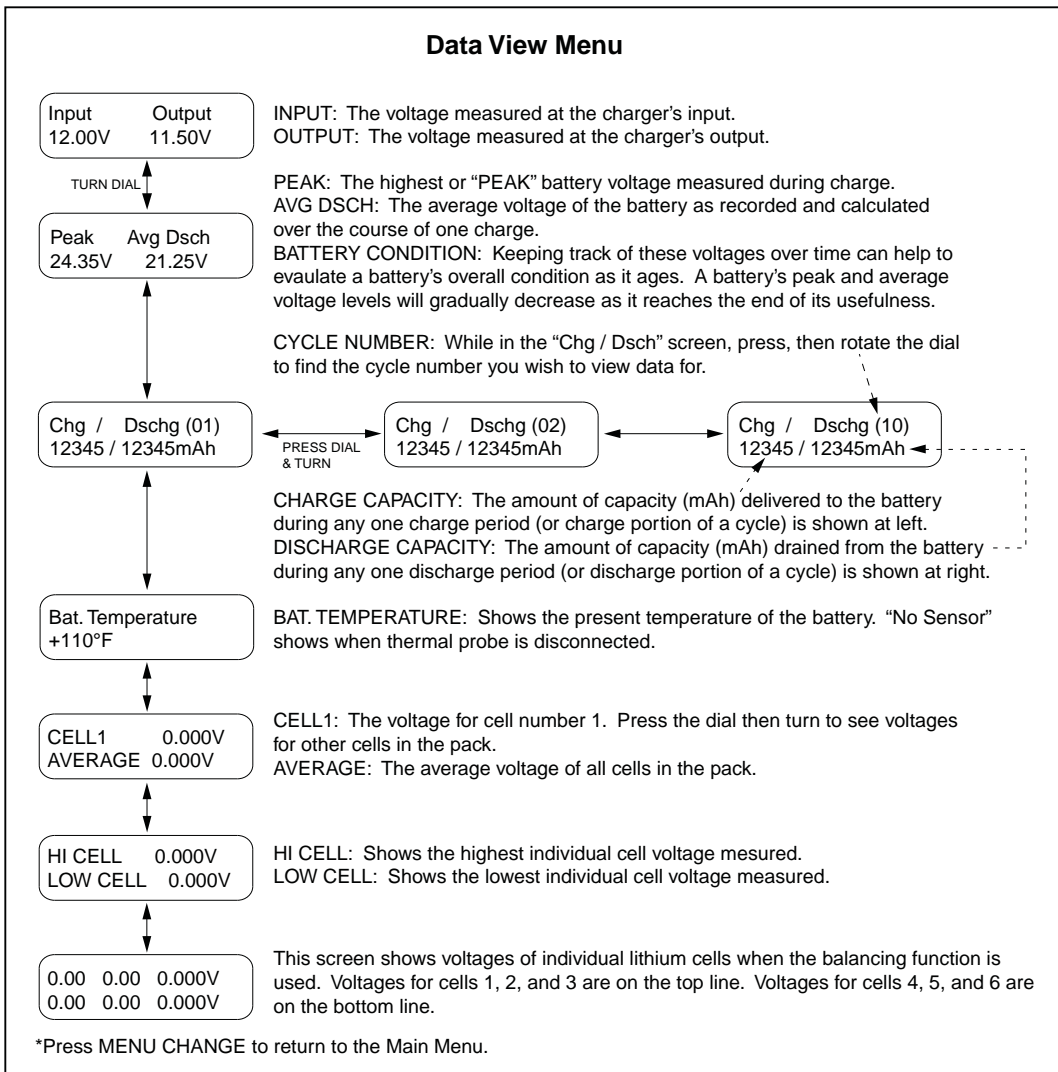 Data View Menu
Input Output
12.00V 11.50V
INPUT: The voltage measured at the charger's input.
OUTPUT: The voltage measured at the charger's output.
TURN DIAL
Peak Avg Dsch
24.35V 21.25V
PEAK: The highest or “PEAK” battery voltage measured during charge.
AVG DSCH: The average voltage of the battery as recorded and calculated
over the course of one charge.
BATTERY CONDITION: Keeping track of these voltages over time can help to
evaulate a battery's overall condition as it ages. A battery's peak and average
voltage levels will gradually decrease as it reaches the end of its usefulness.
CYCLE NUMBER: While in the “Chg / Dsch” screen, press, then rotate the dial
to find the cycle number you wish to view data for.
Chg / Dschg (01)
12345 / 12345mAh
PRESS DIAL
& TURN
Chg / Dschg (02)
12345 / 12345mAh
Chg / Dschg (10)
12345 / 12345mAh
CHARGE CAPACITY: The amount of capacity (mAh) delivered to the battery
during any one charge period (or charge portion of a cycle) is shown at left.
DISCHARGE CAPACITY: The amount of capacity (mAh) drained from the battery
during any one discharge period (or discharge portion of a cycle) is shown at right.
Bat. Temperature
+110°F
BAT. TEMPERATURE: Shows the present temperature of the battery. “No Sensor”
shows when thermal probe is disconnected.
CELL1 0.000V
AVERAGE 0.000V
CELL1: The voltage for cell number 1. Press the dial then turn to see voltages
for other cells in the pack.
AVERAGE: The average voltage of all cells in the pack.
HI CELL 0.000V
LOW CELL 0.000V
HI CELL: Shows the highest individual cell voltage mesured.
LOW CELL: Shows the lowest individual cell voltage measured.
0.00 0.00 0.000V
0.00 0.00 0.000V
This screen shows voltages of individual lithium cells when the balancing function is
used. Voltages for cells 1, 2, and 3 are on the top line. Voltages for cells 4, 5, and 6 are
on the bottom line.
*Press MENU CHANGE to return to the Main Menu.